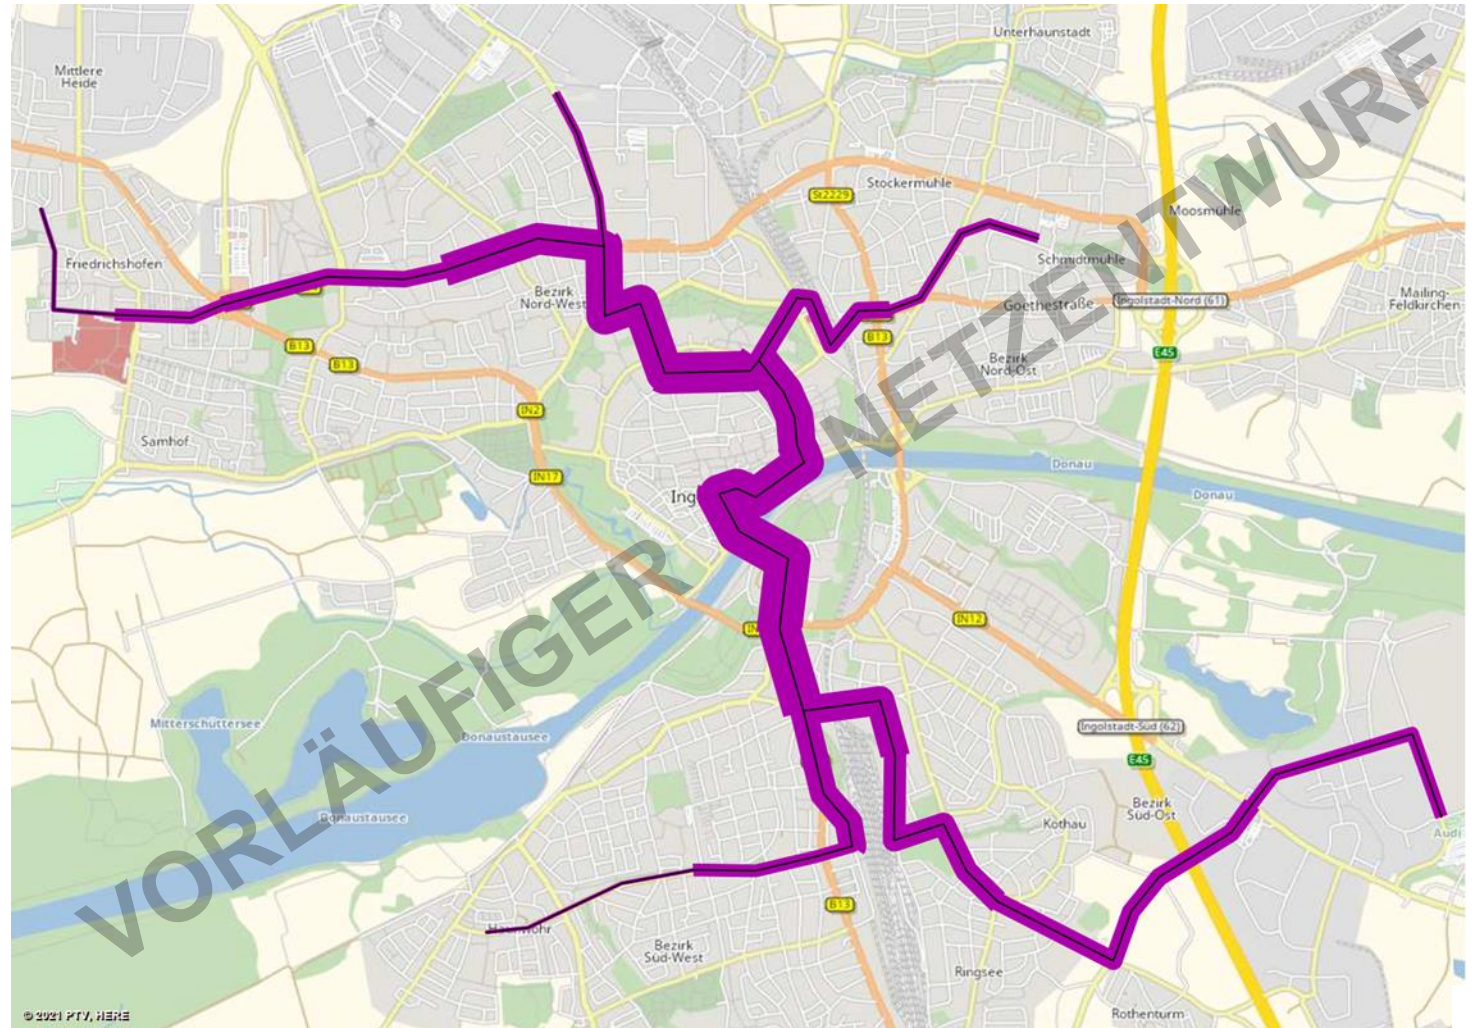 Unterhaunstadt
Mittlere
Heide
Stockermühle
St2229
Moosmühle
Friedrichshofen
Schmidtmühle
Bezirk
Nord-West
Goethestraße
Ingolstadt-Nord (61)
Mailing-
Feldkirchen
B13
B13
B13
E45
Bezirk
Nord-Ost
IN2
Samhof
Donau
IN17
Ing
Donau
NETZENTWURF
VORLÄUFIGER
IN
IN12
Mitterschüttersee
Donaustausee
Ingolstadt-Süd (62)
E45
Donaustausee
Bezirk
Süd-Ost
Kothau
Audi
B13
Bezirk
Süd-West
Ringsee
Rothenturm
© 2021 PTV, HERE